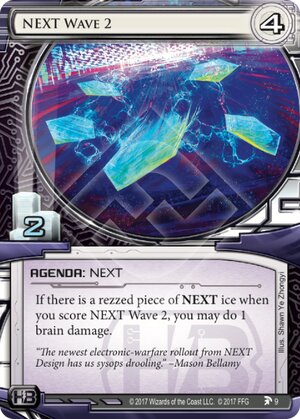 NEXT Wave 2
4
2
AGENDA: NEXT
If there is a rezzed piece of NEXT ice when
you score NEXT Wave 2, you may do 1
brain damage.
"The newest electronic-warfare rollout from NEXT
Design has us sysops drooling." –Mason Bellamy
Illus. Shawn Ye Zhongyi
HB
© 2017 Wizards of the Coast LLC. © 2017 FFG
9